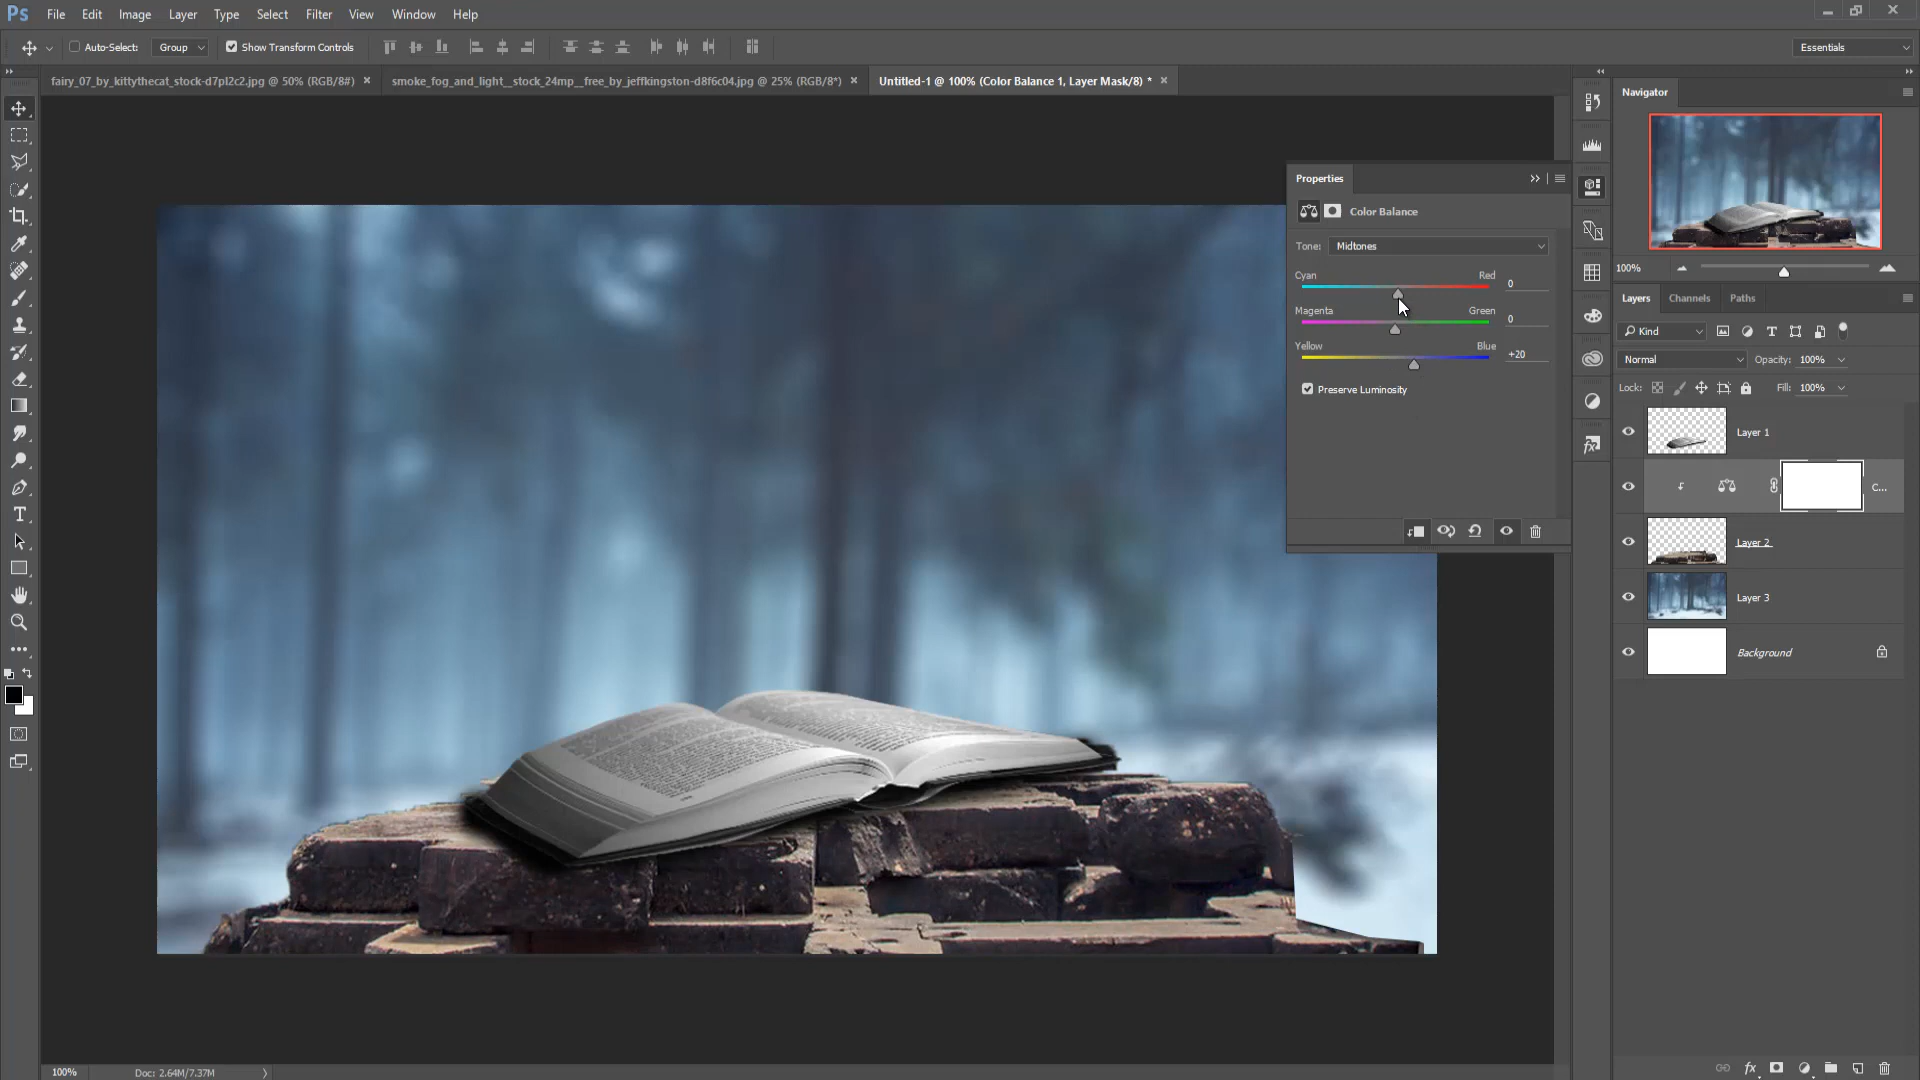 Ps File Edit Image Layer Type Select Filter View Window Help
Auto-Select: Group Show Transform Controls Essentials
fairy_07_by_kittythecat_stock-d7pl2c2.jpg @ 50% (RGB/8#) × smoke_fog_and_light__stock_24mp__free_by_jeffkingston-d8f6c04.jpg @ 25% (RGB/8*) × Untitled-1 @ 100% (Color Balance 1, Layer Mask/8) * ×
Navigator
100%
Properties
Color Balance
Tone: Midtones
Cyan Red 0
Magenta Green 0
Yellow Blue +20
Preserve Luminosity
Layers Channels Paths
Kind
Normal Opacity: 100%
Lock: Fill: 100%
Layer 1
C...
Layer 2
Layer 3
Background
100% Doc: 2.64M/7.37M